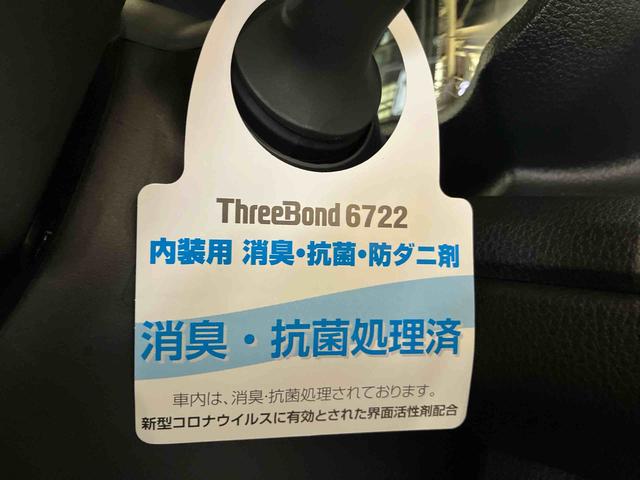 ThreeBond 6722
内装用 消臭・抗菌・防ダニ剤
消臭・抗菌処理済
車内は、消臭・抗菌処理されております。
新型コロナウイルスに有効とされた界面活性剤配合